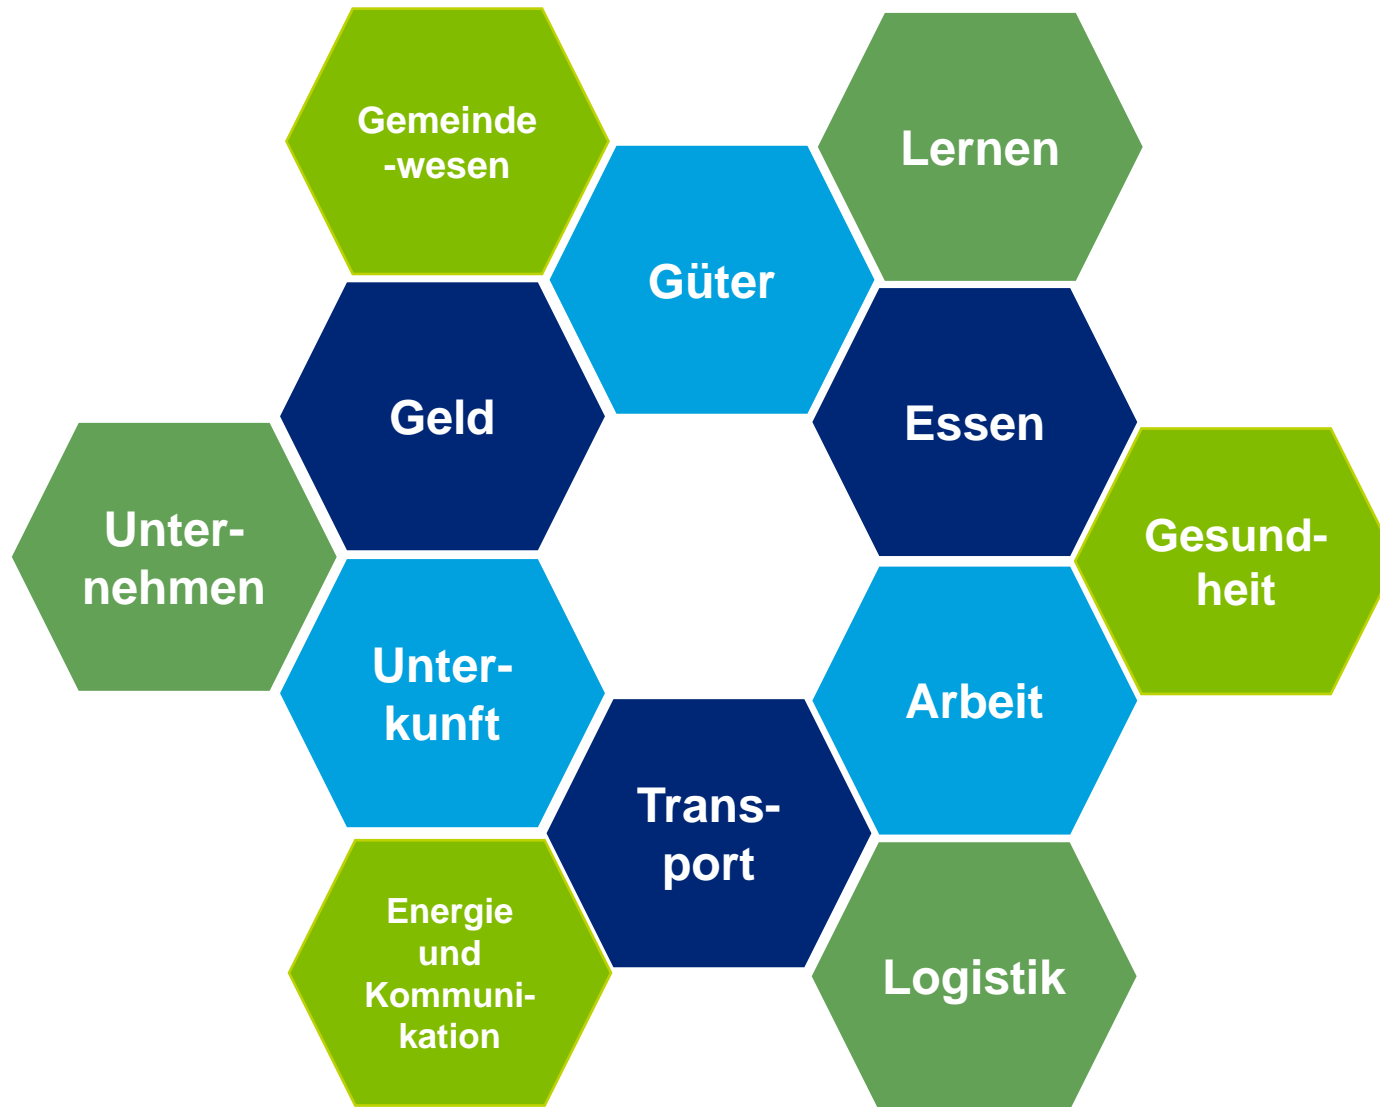 Gemeinde
-wesen
Lernen
Güter
Geld
Essen
Unter-
nehmen
Gesund-
heit
Unter-
kunft
Arbeit
Trans-
port
Energie
und
Kommuni-
kation
Logistik